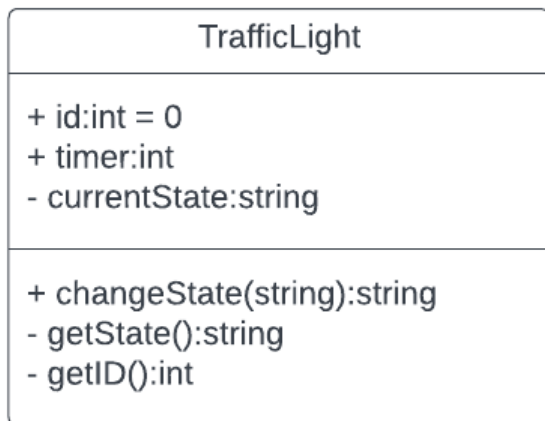 TrafficLight
+ id:int = 0
+ timer:int
- currentState:string
+ changeState(string):string
- getState():string
- getID():int